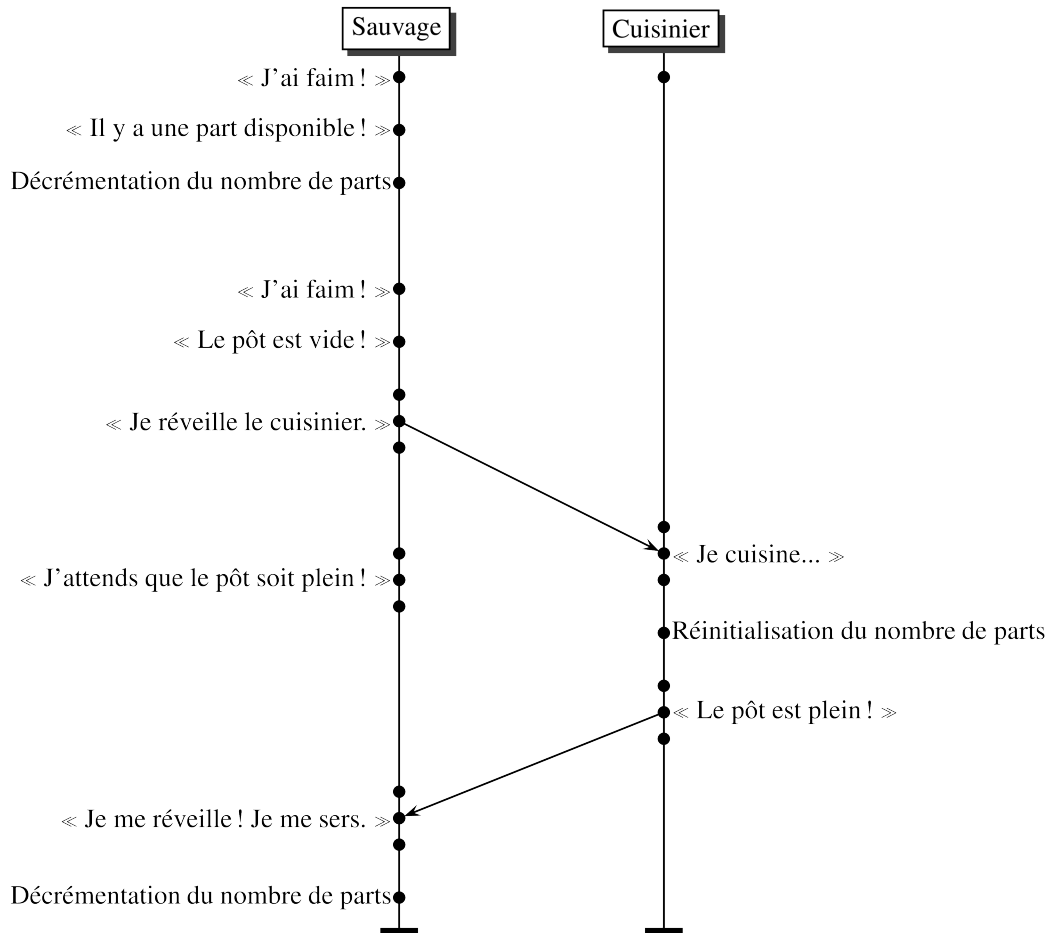 Sauvage
Cuisinier
≪ J’ai faim ! ≫
≪ Il y a une part disponible ! ≫
Décrémentation du nombre de parts
≪ J’ai faim ! ≫
≪ Le pôt est vide ! ≫
≪ Je réveille le cuisinier. ≫
≪ Je cuisine... ≫
≪ J’attends que le pôt soit plein ! ≫
Réinitialisation du nombre de parts
≪ Le pôt est plein ! ≫
≪ Je me réveille ! Je me sers. ≫
Décrémentation du nombre de parts